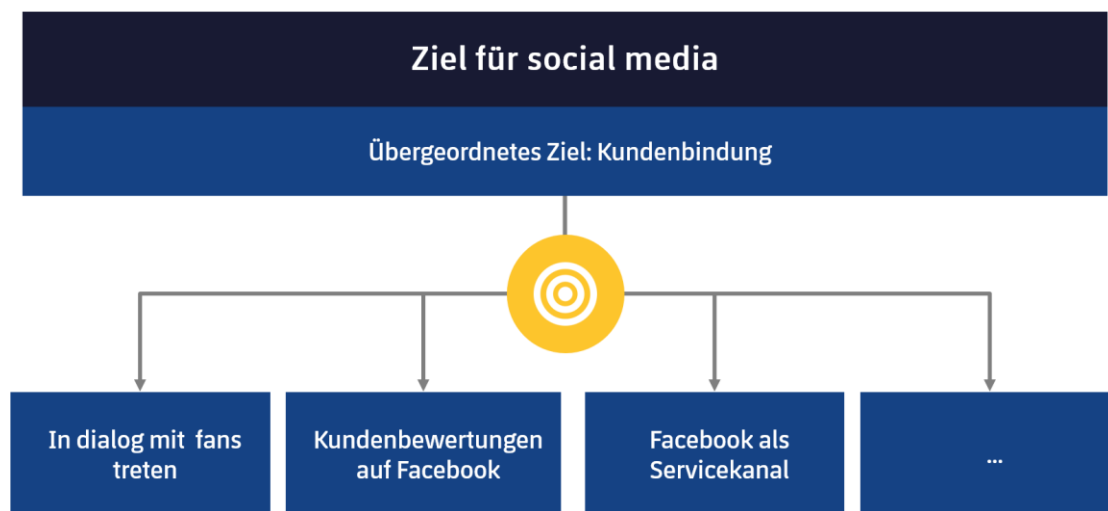 Ziel für social media
Übergeordnetes Ziel: Kundenbindung
In dialog mit fans
treten
Kundenbewertungen
auf Facebook
Facebook als
Servicekanal
...